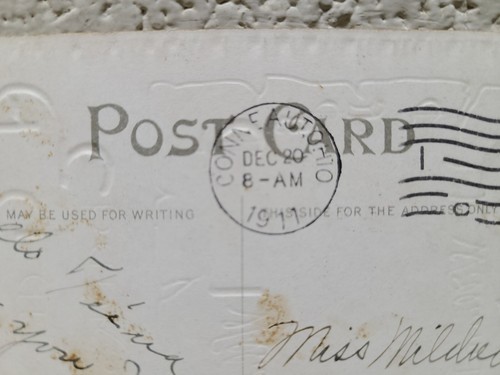 POST CARD
CONNEAUT, OHIO
DEC 20
8-AM
1911
MAY BE USED FOR WRITING
THIS SIDE FOR THE ADDRESS ONLY
you
Miss Mildred